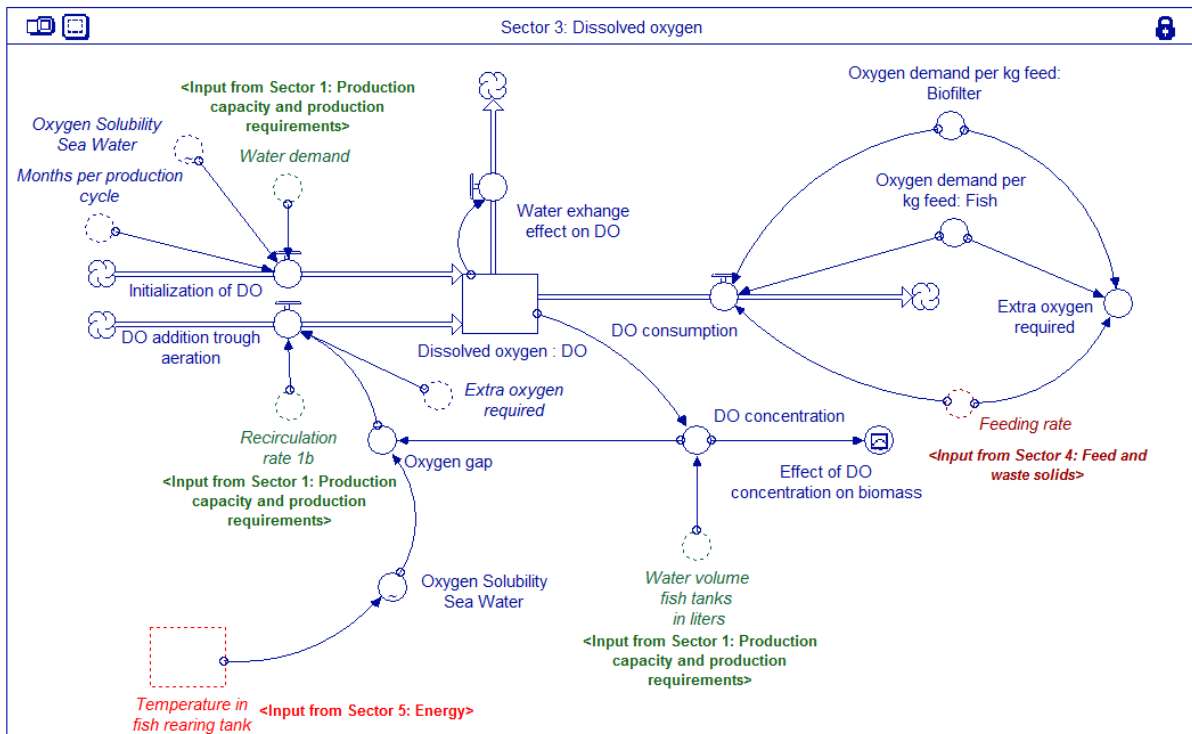 Sector 3: Dissolved oxygen
<Input from Sector 1: Production
capacity and production
requirements>
Oxygen Solubility
Sea Water
Water demand
Months per production
cycle
Initialization of DO
DO addition trough
aeration
Water exhange
effect on DO
Dissolved oxygen : DO
Oxygen demand per kg feed:
Biofilter
Oxygen demand per
kg feed: Fish
DO consumption
Extra oxygen
required
Extra oxygen
required
Recirculation
rate 1b
<Input from Sector 1: Production
capacity and production
requirements>
Oxygen gap
DO concentration
Effect of DO
concentration on biomass
Feeding rate
<Input from Sector 4: Feed and
waste solids>
Oxygen Solubility
Sea Water
Water volume
fish tanks
in liters
<Input from Sector 1: Production
capacity and production
requirements>
Temperature in
fish rearing tank
<Input from Sector 5: Energy>